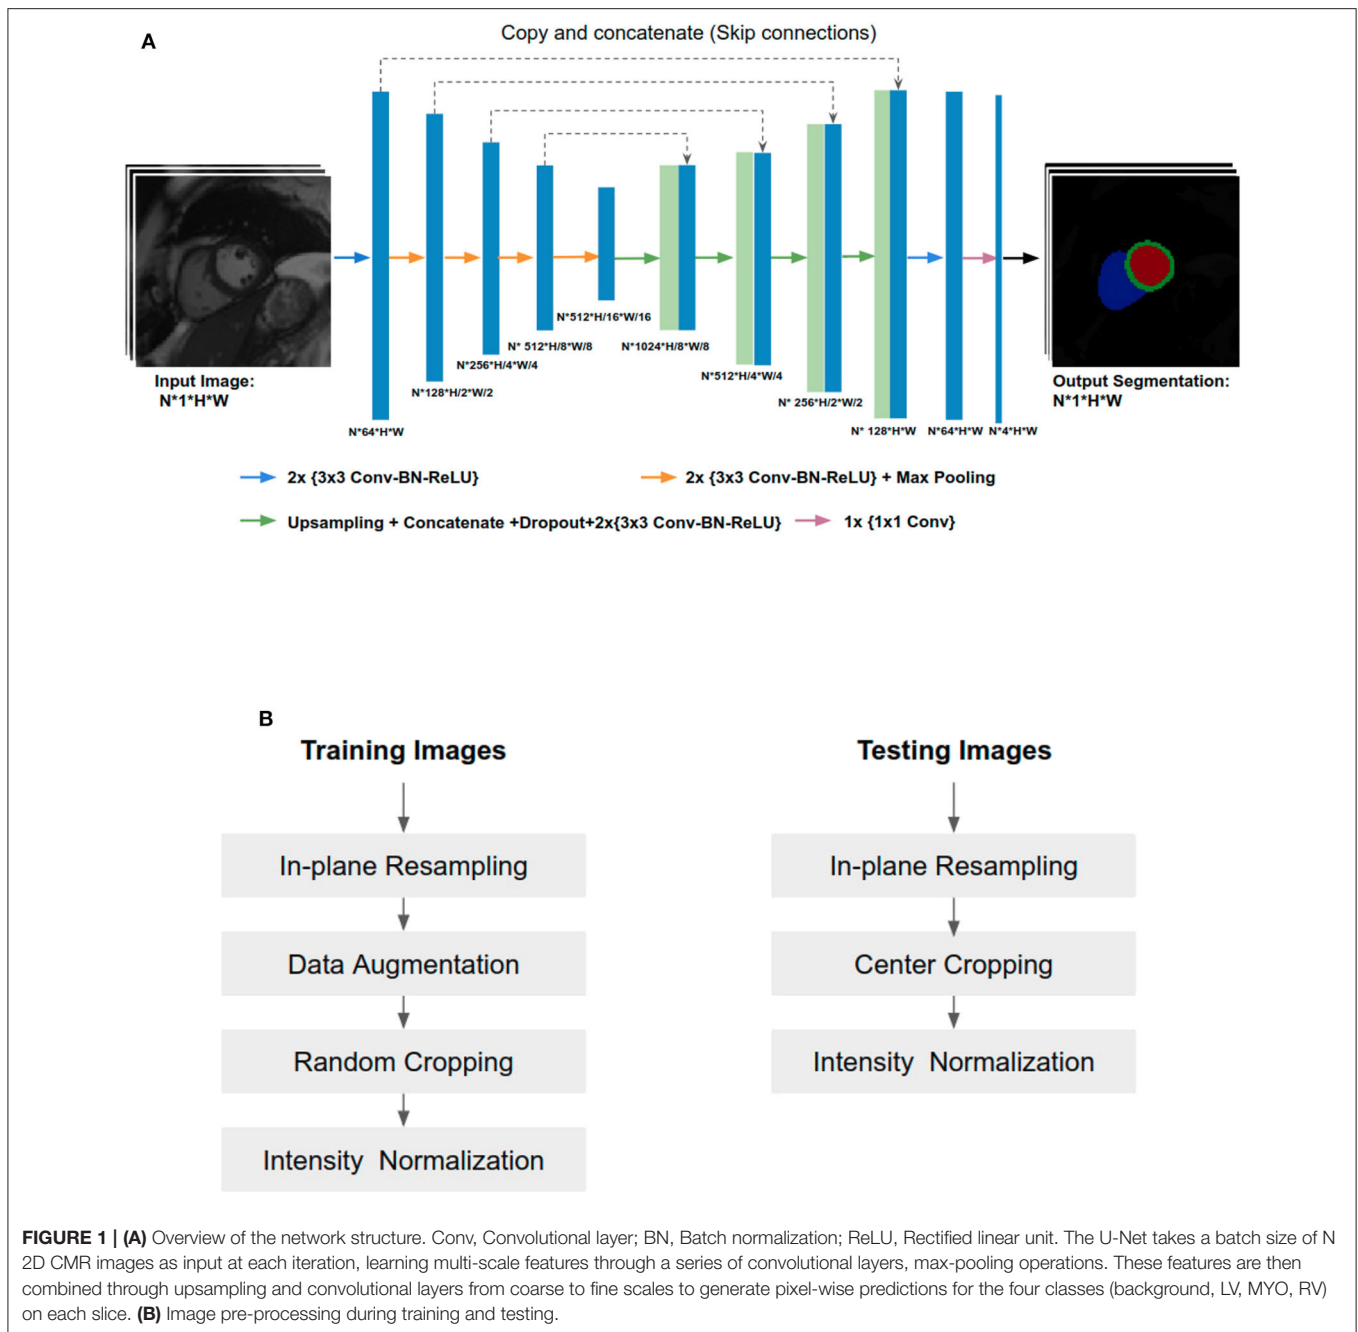 A
Copy and concatenate (Skip connections)
Input Image:
N*1*H*W
N*64*H*W
N*128*H/2*W/2
N*256*H/4*W/4
N* 512*H/8*W/8
N*512*H/16*W/16
N*1024*H/8*W/8
N*512*H/4*W/4
N* 256*H/2*W/2
N* 128*H*W
N*64*H*W
N*4*H*W
Output Segmentation:
N*1*H*W
2x {3x3 Conv-BN-ReLU}
2x {3x3 Conv-BN-ReLU} + Max Pooling
Upsampling + Concatenate +Dropout+2x{3x3 Conv-BN-ReLU}
1x {1x1 Conv}
B
Training Images
In-plane Resampling
Data Augmentation
Random Cropping
Intensity Normalization
Testing Images
In-plane Resampling
Center Cropping
Intensity Normalization
FIGURE 1 | (A) Overview of the network structure. Conv, Convolutional layer; BN, Batch normalization; ReLU, Rectified linear unit. The U-Net takes a batch size of N
2D CMR images as input at each iteration, learning multi-scale features through a series of convolutional layers, max-pooling operations. These features are then
combined through upsampling and convolutional layers from coarse to fine scales to generate pixel-wise predictions for the four classes (background, LV, MYO, RV)
on each slice. (B) Image pre-processing during training and testing.